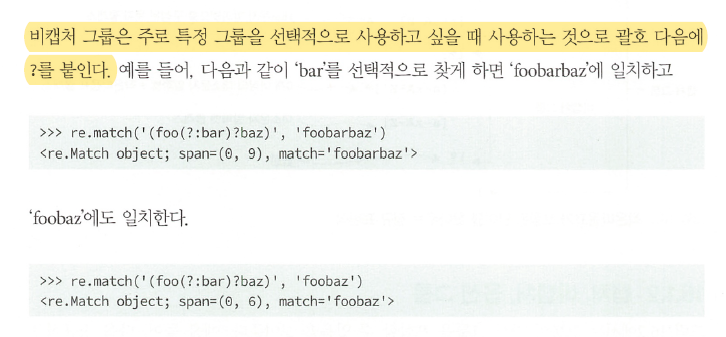 비캡처 그룹은 주로 특정 그룹을 선택적으로 사용하고 싶을 때 사용하는 것으로 괄호 다음에
?를 붙인다. 예를 들어, 다음과 같이 ‘bar’를 선택적으로 찾게 하면 ‘foobarbaz’에 일치하고
>>> re.match('(foo(?:bar)?baz)', 'foobarbaz')
<re.Match object; span=(0, 9), match='foobarbaz'>
‘foobaz’에도 일치한다.
>>> re.match('(foo(?:bar)?baz)', 'foobaz')
<re.Match object; span=(0, 6), match='foobaz'>